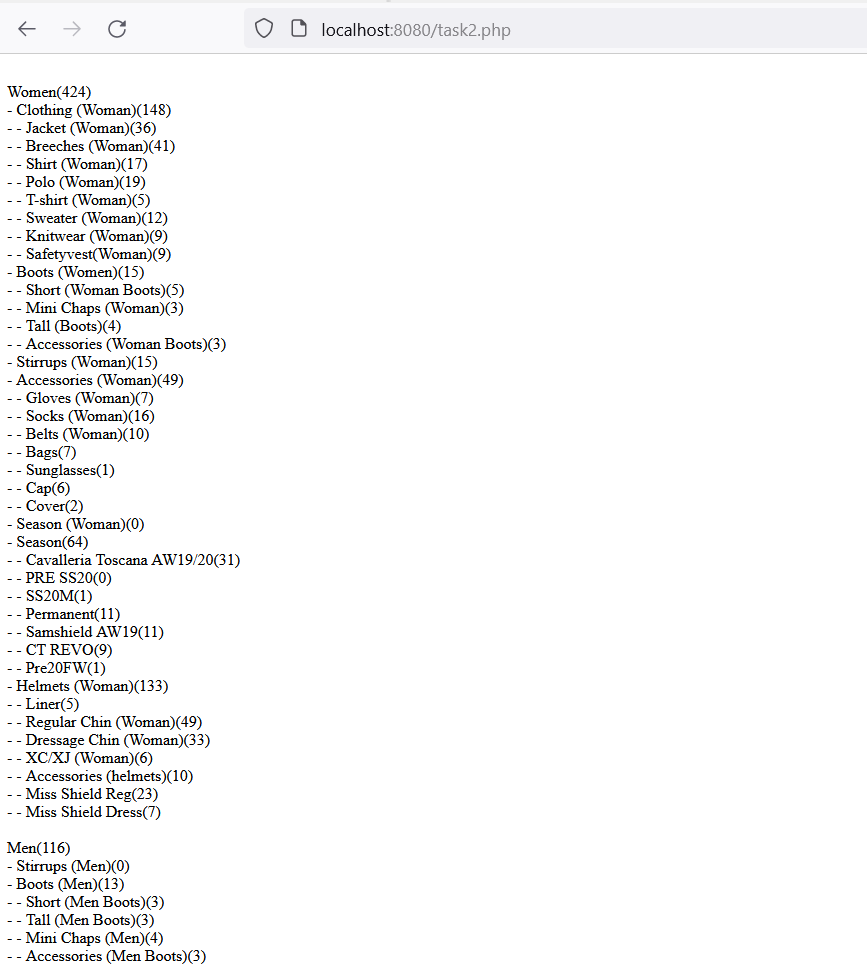 localhost:8080/task2.php
Women(424)
- Clothing (Woman)(148)
- - Jacket (Woman)(36)
- - Breeches (Woman)(41)
- - Shirt (Woman)(17)
- - Polo (Woman)(19)
- - T-shirt (Woman)(5)
- - Sweater (Woman)(12)
- - Knitwear (Woman)(9)
- - Safetyvest(Woman)(9)
- Boots (Women)(15)
- - Short (Woman Boots)(5)
- - Mini Chaps (Woman)(3)
- - Tall (Boots)(4)
- - Accessories (Woman Boots)(3)
- Stirrups (Woman)(15)
- Accessories (Woman)(49)
- - Gloves (Woman)(7)
- - Socks (Woman)(16)
- - Belts (Woman)(10)
- - Bags(7)
- - Sunglasses(1)
- - Cap(6)
- - Cover(2)
- Season (Woman)(0)
- Season(64)
- - Cavalleria Toscana AW19/20(31)
- - PRE SS20(0)
- - SS20M(1)
- - Permanent(11)
- - Samshield AW19(11)
- - CT REVO(9)
- - Pre20FW(1)
- Helmets (Woman)(133)
- - Liner(5)
- - Regular Chin (Woman)(49)
- - Dressage Chin (Woman)(33)
- - XC/XJ (Woman)(6)
- - Accessories (helmets)(10)
- - Miss Shield Reg(23)
- - Miss Shield Dress(7)
Men(116)
- Stirrups (Men)(0)
- Boots (Men)(13)
- - Short (Men Boots)(3)
- - Tall (Men Boots)(3)
- - Mini Chaps (Men)(4)
- - Accessories (Men Boots)(3)